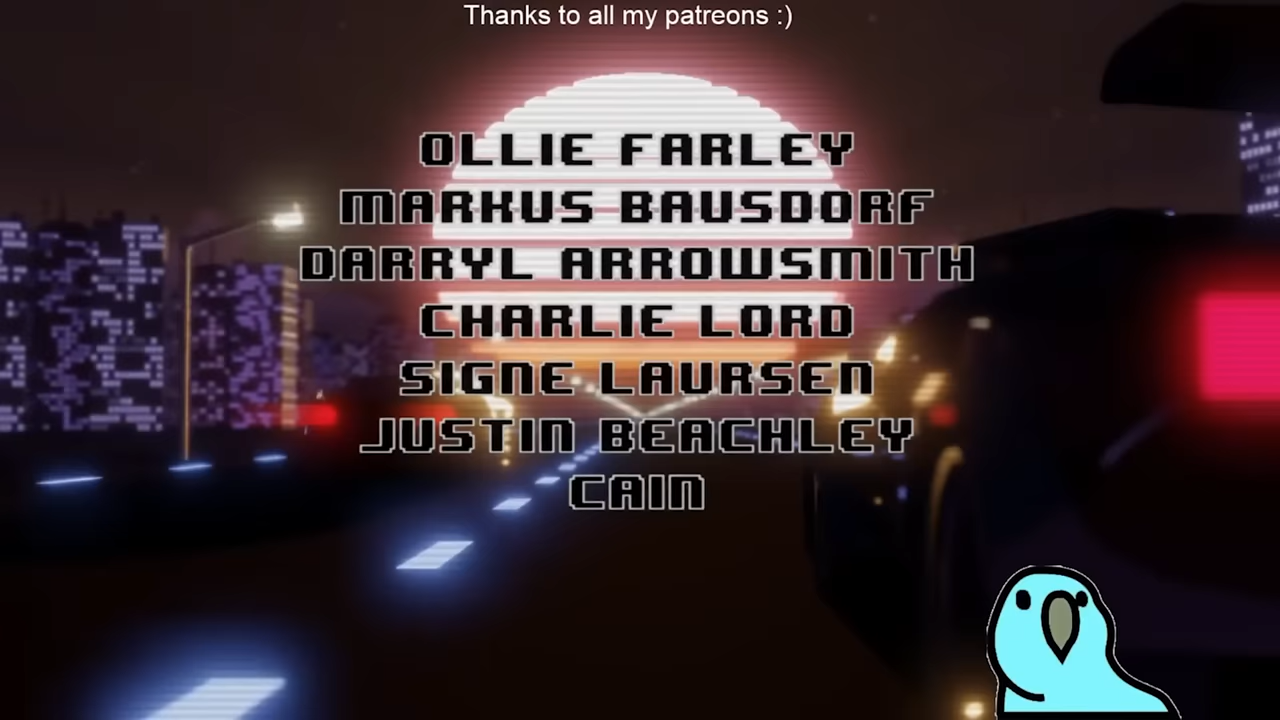 Thanks to all my patreons :)
OLLIE FARLEY
MARKUS BAUSDORF
DARRYL ARROWSMITH
CHARLIE LORD
SIGNE LAURSEN
JUSTIN BEACHLEY
CAIN